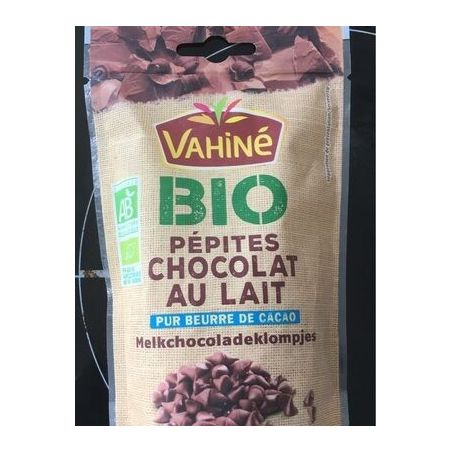 VAHINÉ
BIO
PÉPITES
CHOCOLAT
AU LAIT
PUR BEURRE DE CACAO
Melkchocoladeklompjes
AB